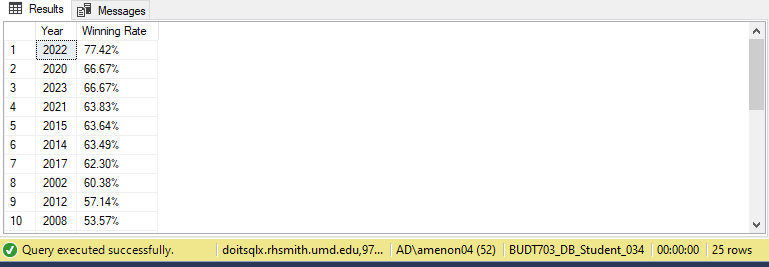 Results Messages
Year Winning Rate
1 2022 77.42%
2 2020 66.67%
3 2023 66.67%
4 2021 63.83%
5 2015 63.64%
6 2014 63.49%
7 2017 62.30%
8 2002 60.38%
9 2012 57.14%
10 2008 53.57%
Query executed successfully. doitsqlx.rhsmith.umd.edu,97... AD\amenon04 (52) BUDT703_DB_Student_034 00:00:00 25 rows